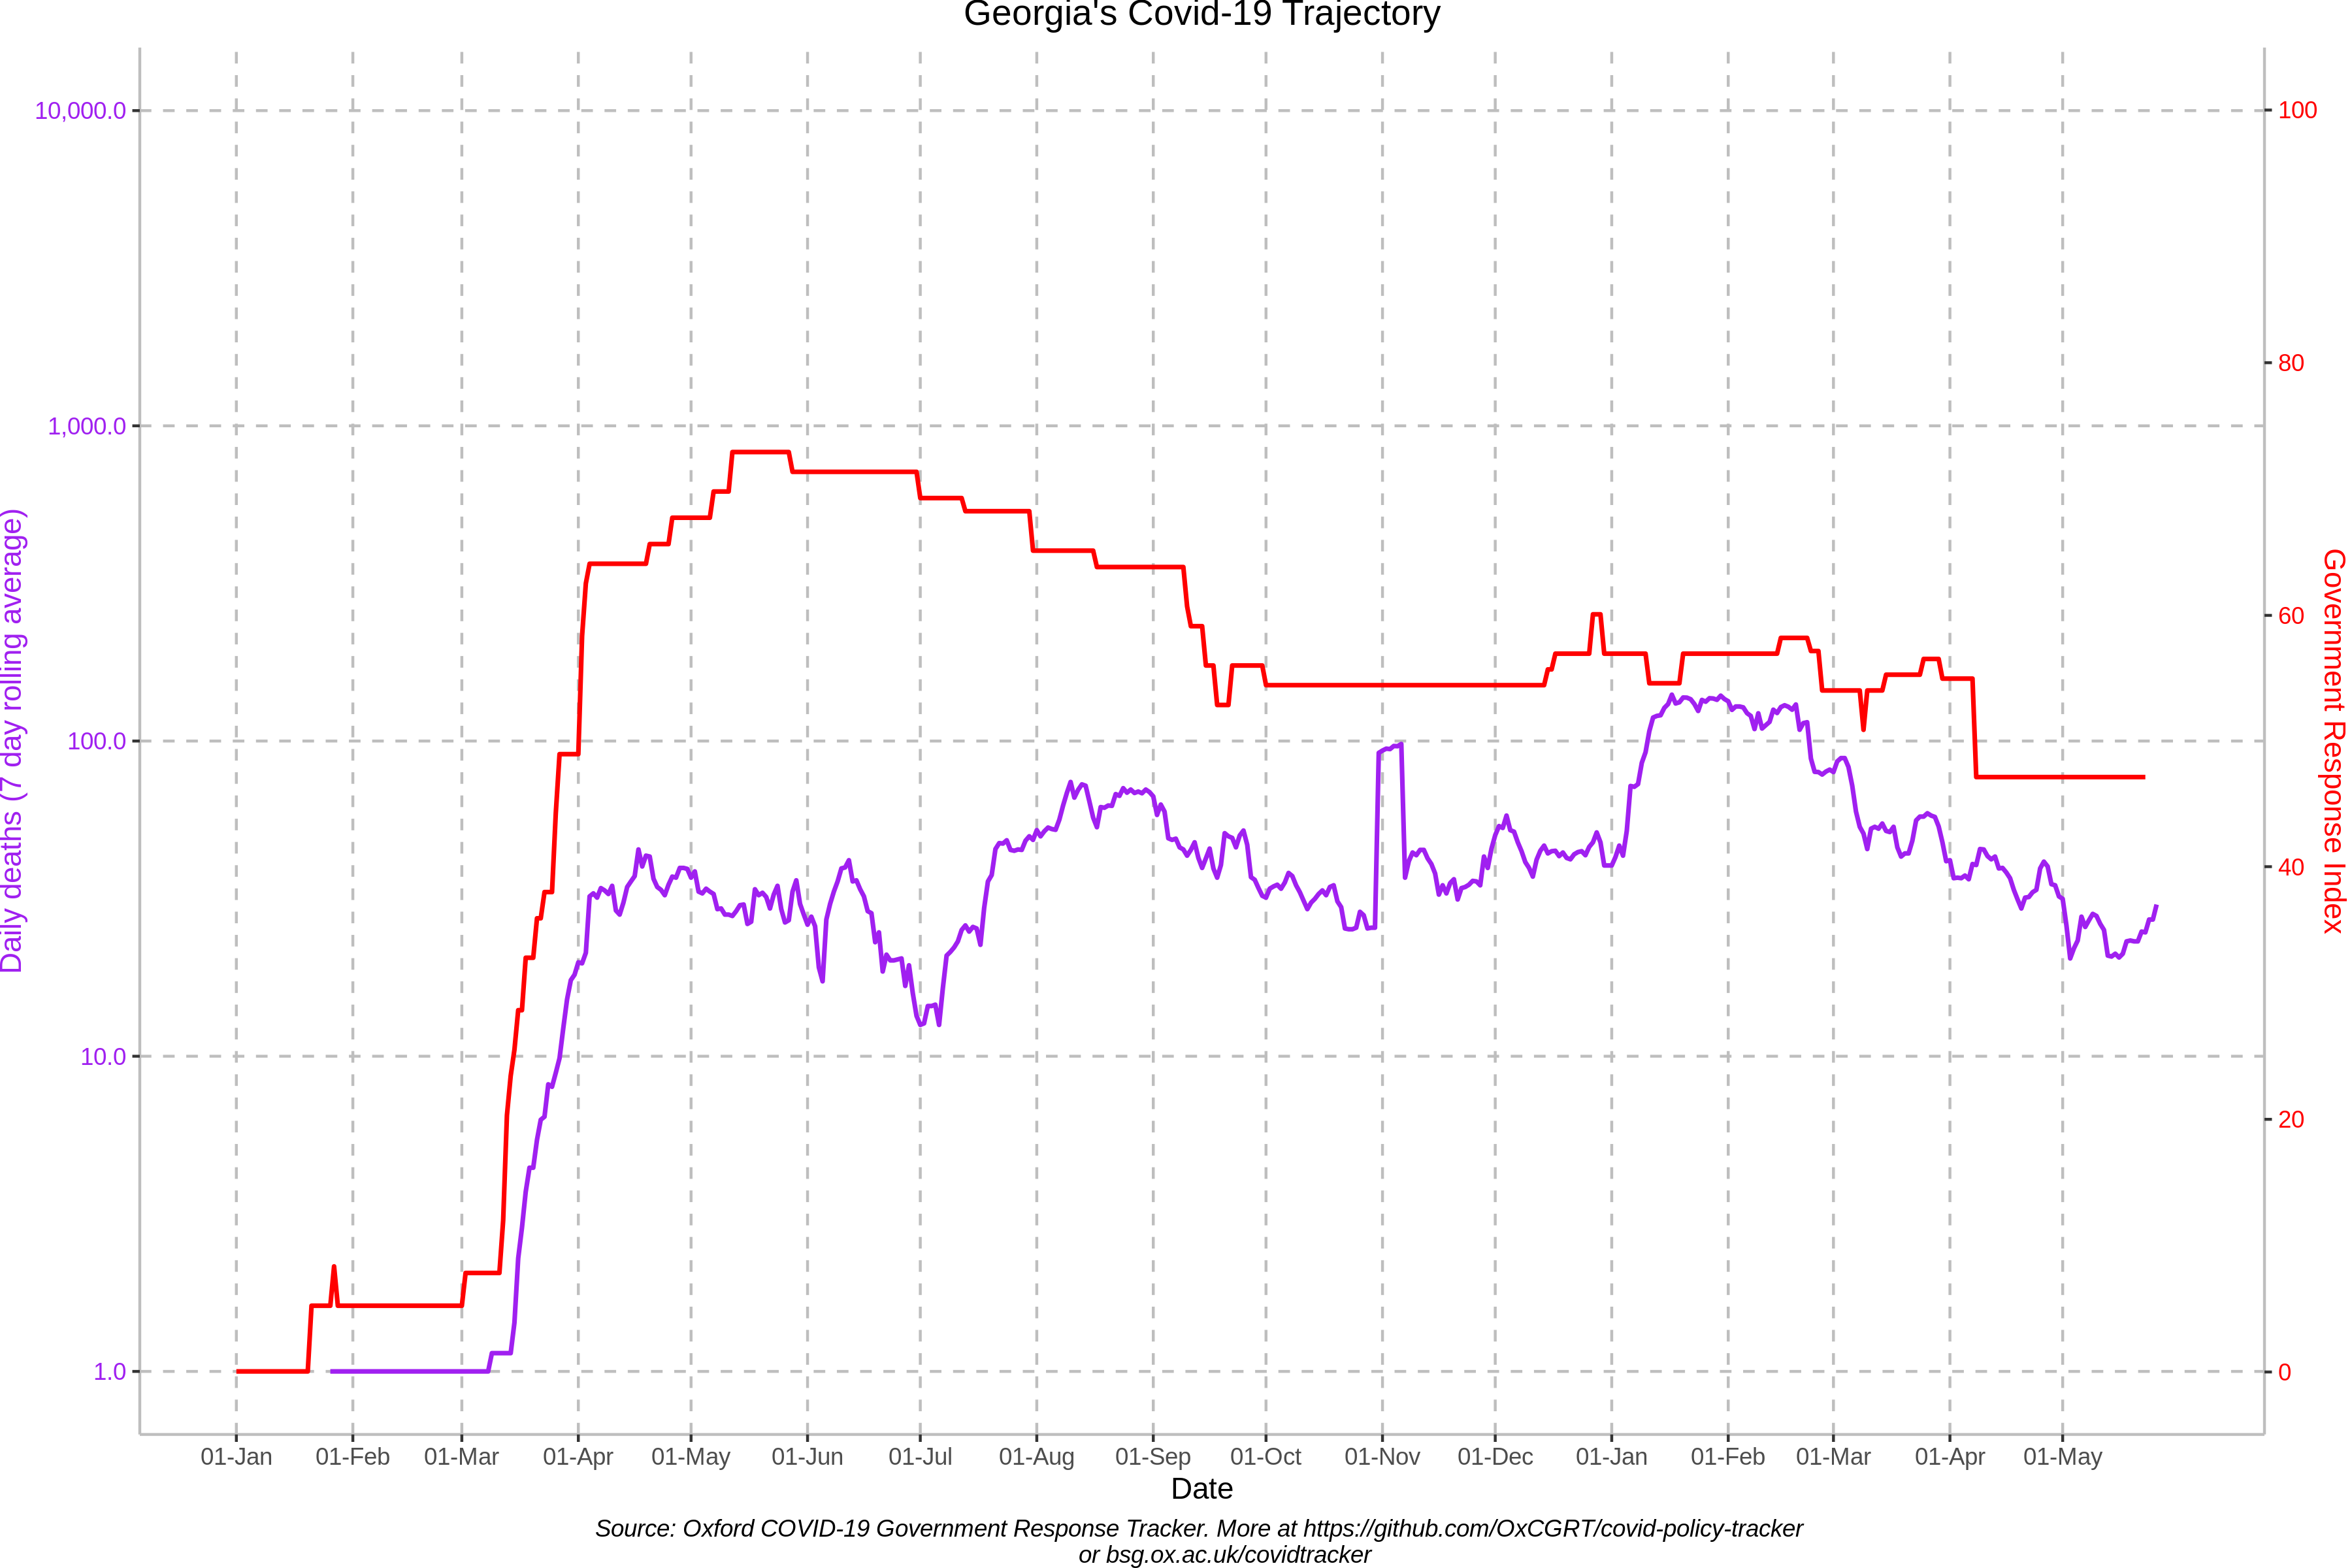 Georgia's Covid-19 Trajectory
10,000.0
1,000.0
100.0
10.0
1.0
Daily deaths (7 day rolling average)
100
80
60
40
20
0
Government Response Index
01-Jan 01-Feb 01-Mar 01-Apr 01-May 01-Jun 01-Jul 01-Aug 01-Sep 01-Oct 01-Nov 01-Dec 01-Jan 01-Feb 01-Mar 01-Apr 01-May
Date
Source: Oxford COVID-19 Government Response Tracker. More at https://github.com/OxCGRT/covid-policy-tracker
or bsg.ox.ac.uk/covidtracker